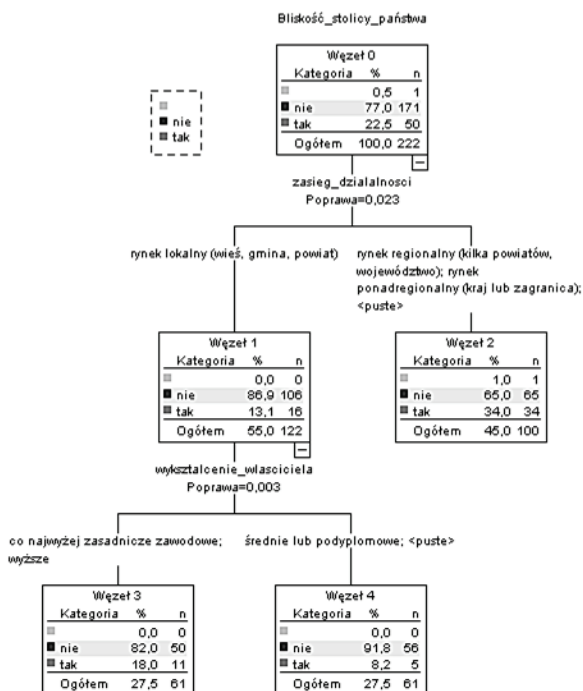 Bliskość_stolicy_państwa
Węzeł 0
Kategoria % n
0,5 1
nie 77,0 171
tak 22,5 50
Ogółem 100,0 222
nie
tak
zasieg_dzialalnosci
Poprawa=0,023
rynek lokalny (wieś, gmina, powiat)
rynek regionalny (kilka powiatów,
województwo); rynek
ponadregionalny (kraj lub zagranica);
<puste>
Węzeł 1
Kategoria % n
0,0 0
nie 86,9 106
tak 13,1 16
Ogółem 55,0 122
Węzeł 2
Kategoria % n
1,0 1
nie 65,0 65
tak 34,0 34
Ogółem 45,0 100
wyksztalcenie_wlasciciela
Poprawa=0,003
co najwyżej zasadnicze zawodowe;
wyższe
średnie lub podyplomowe; <puste>
Węzeł 3
Kategoria % n
0,0 0
nie 82,0 50
tak 18,0 11
Ogółem 27,5 61
Węzeł 4
Kategoria % n
0,0 0
nie 91,8 56
tak 8,2 5
Ogółem 27,5 61